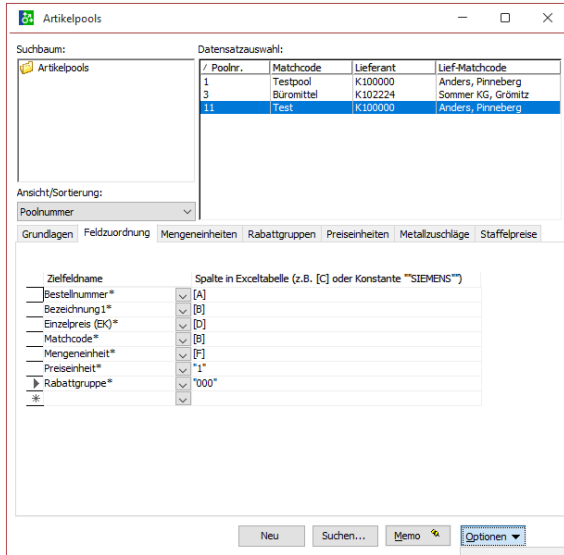 Artikelpools
Suchbaum:
Artikelpools
Datensatzauswahl:
/ Poolnr. Matchcode Lieferant Lief-Matchcode
1 Testpool K100000 Anders, Pinneberg
3 Büromittel K102224 Sommer KG, Grömitz
11 Test K100000 Anders, Pinneberg
Ansicht/Sortierung:
Poolnummer
Grundlagen Feldzuordnung Mengeneinheiten Rabattgruppen Preiseinheiten Metallzuschläge Staffelpreise
Zielfeldname Spalte in Exceltabelle (z.B. [C] oder Konstante ""SIEMENS"")
Bestellnummer* [A]
Bezeichnung1* [B]
Einzelpreis (EK)* [D]
Matchcode* [B]
Mengeneinheit* [F]
Preiseinheit* "1"
Rabattgruppe* "000"
Neu Suchen... Memo Optionen